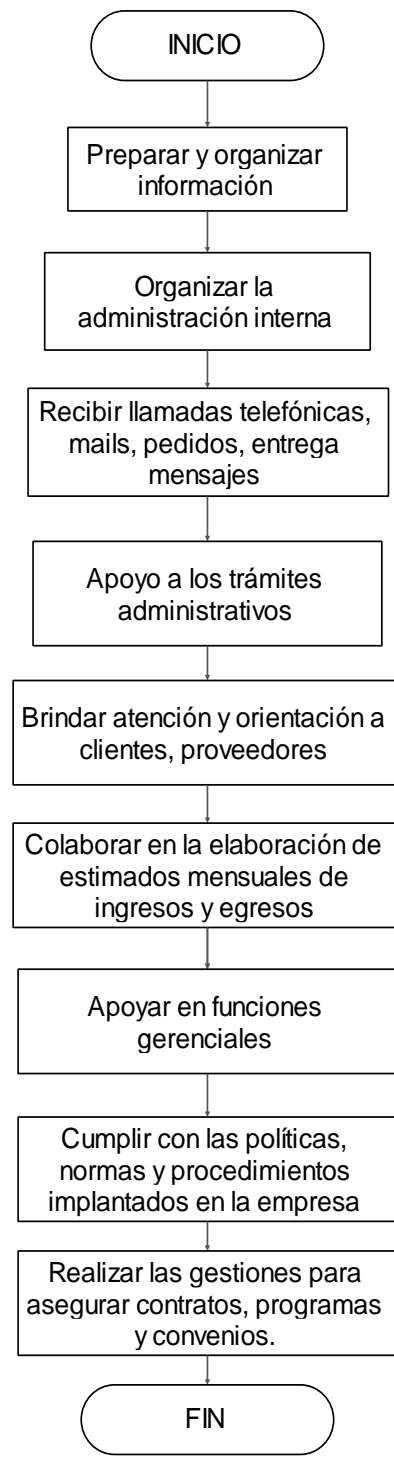 INICIO
Preparar y organizar
información
Organizar la
administración interna
Recibir llamadas telefónicas,
mails, pedidos, entrega
mensajes
Apoyo a los trámites
administrativos
Brindar atención y orientación a
clientes, proveedores
Colaborar en la elaboración de
estimados mensuales de
ingresos y egresos
Apoyar en funciones
gerenciales
Cumplir con las políticas,
normas y procedimientos
implantados en la empresa
Realizar las gestiones para
asegurar contratos, programas
y convenios.
FIN